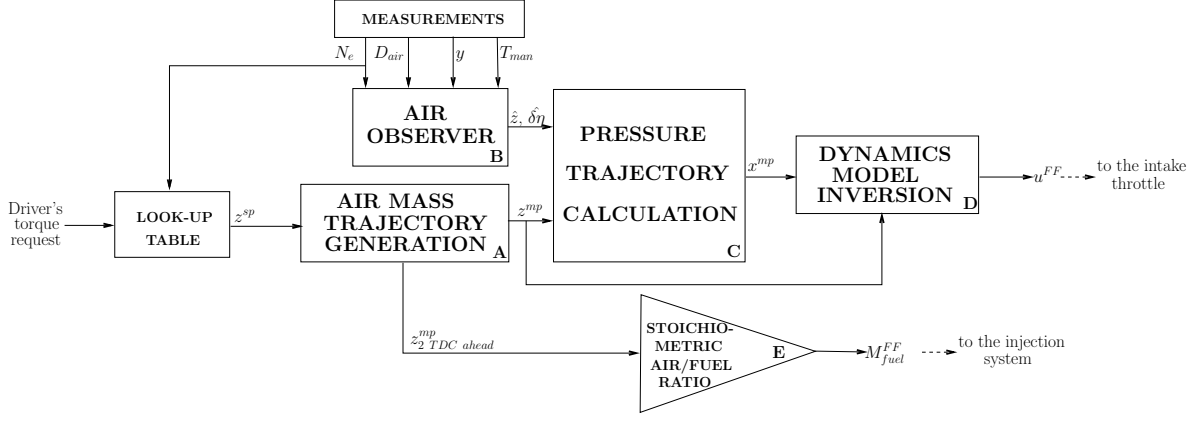 MEASUREMENTS
N_e D_air y T_man
AIR
OBSERVER
B
ẑ, δη̂
PRESSURE
TRAJECTORY
CALCULATION
C
x^mp
DYNAMICS
MODEL
INVERSION
D
u^FF
to the intake
throttle
Driver's
torque
request
LOOK-UP
TABLE
z^sp
AIR MASS
TRAJECTORY
GENERATION
A
z^mp
z^mp_2 TDC ahead
STOICHIO-
METRIC
AIR/FUEL
RATIO
E
M^FF_fuel
to the injection
system